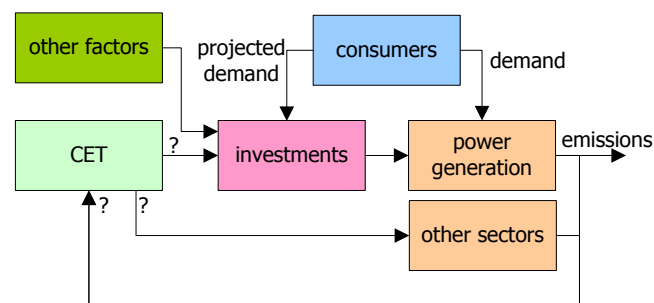 other factors
projected
demand
consumers
demand
CET
?
investments
power
generation
emissions
?
?
other sectors